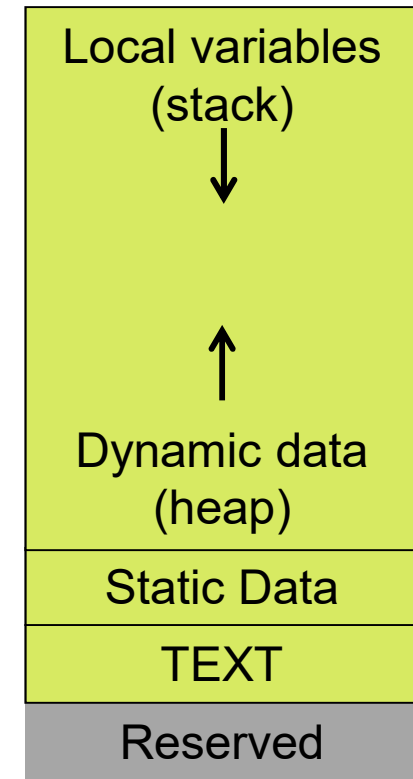 Local variables
(stack)
Dynamic data
(heap)
Static Data
TEXT
Reserved